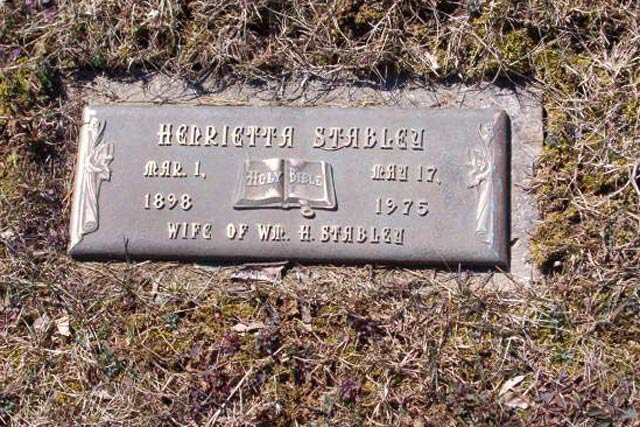 HENRIETTA STABLEY
MAR. 1, HOLY BIBLE MAY 17,
1898 1975
WIFE OF WM. H. STABLEY